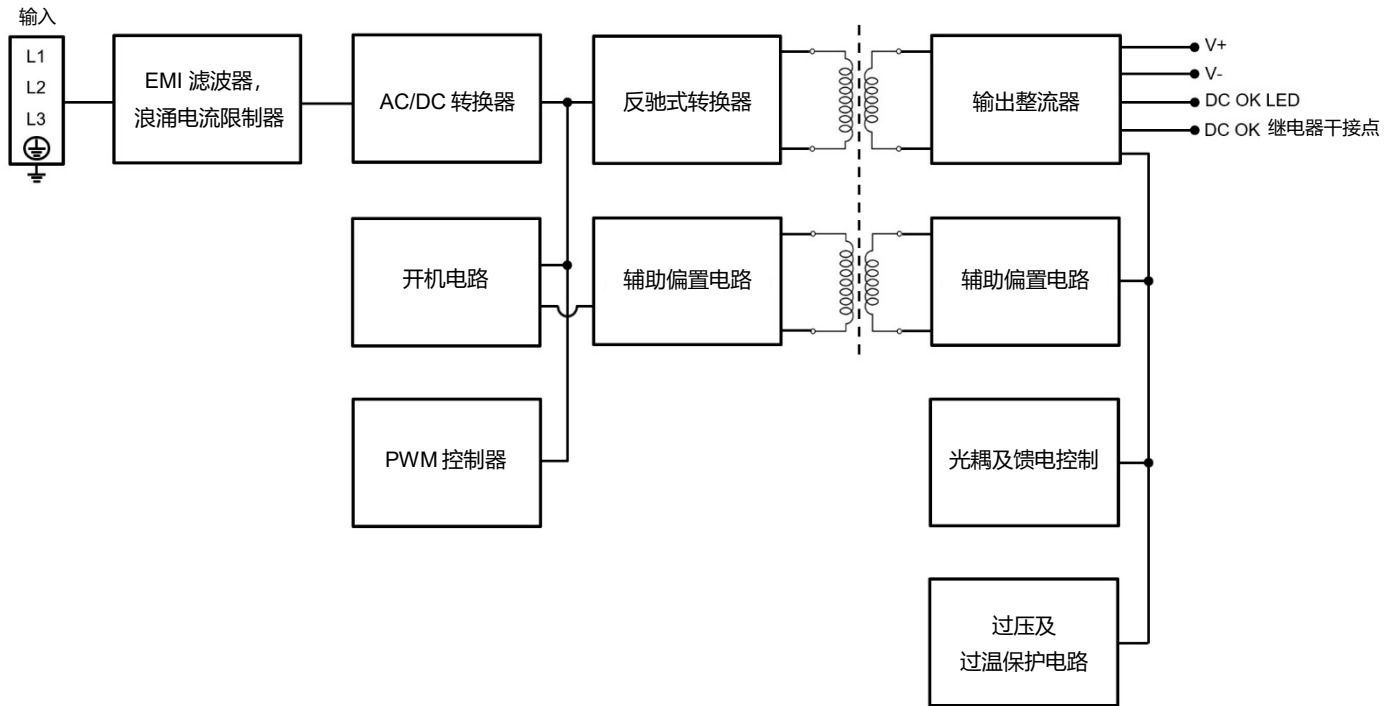 输入
L1
L2
L3
EMI 滤波器，
浪涌电流限制器
AC/DC 转换器
反驰式转换器
输出整流器
V+
V-
DC OK LED
DC OK 继电器干接点
开机电路
辅助偏置电路
辅助偏置电路
PWM 控制器
光耦及馈电控制
过压及
过温保护电路